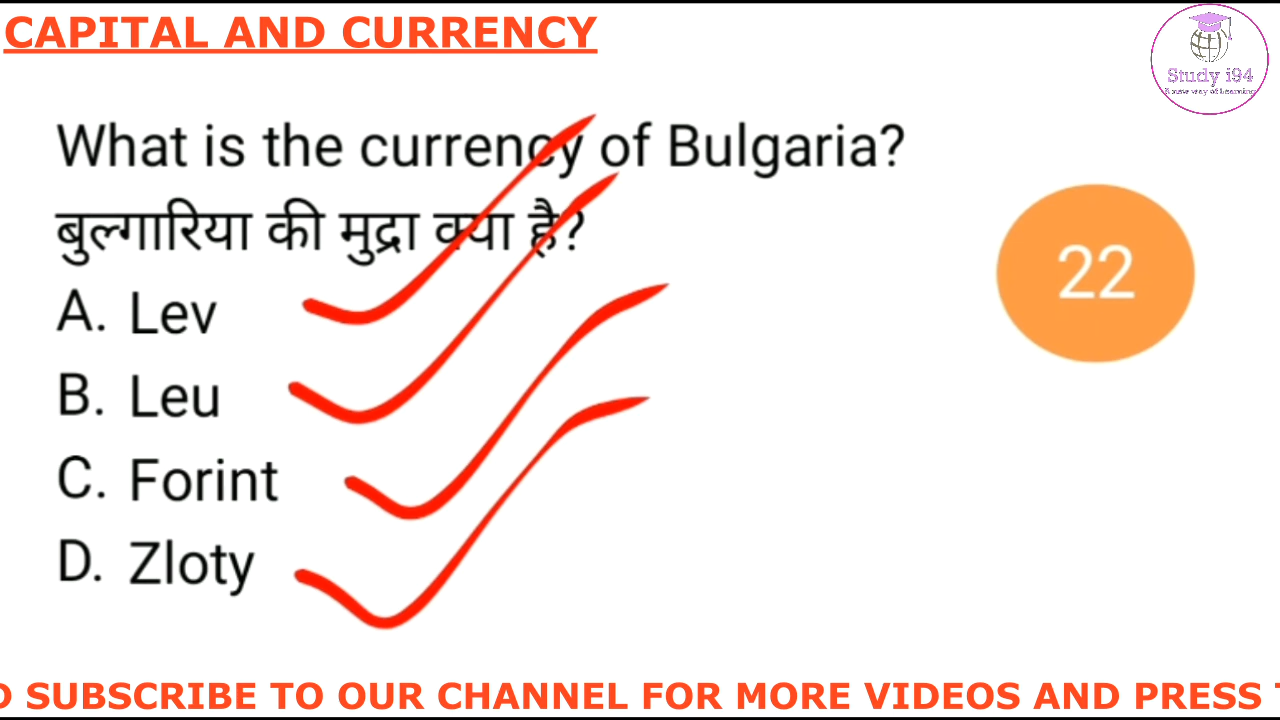 CAPITAL AND CURRENCY
Study i94
A new way of Learning
What is the currency of Bulgaria?
बुल्गारिया की मुद्रा क्या है?
22
A. Lev
B. Leu
C. Forint
D. Zloty
SUBSCRIBE TO OUR CHANNEL FOR MORE VIDEOS AND PRESS